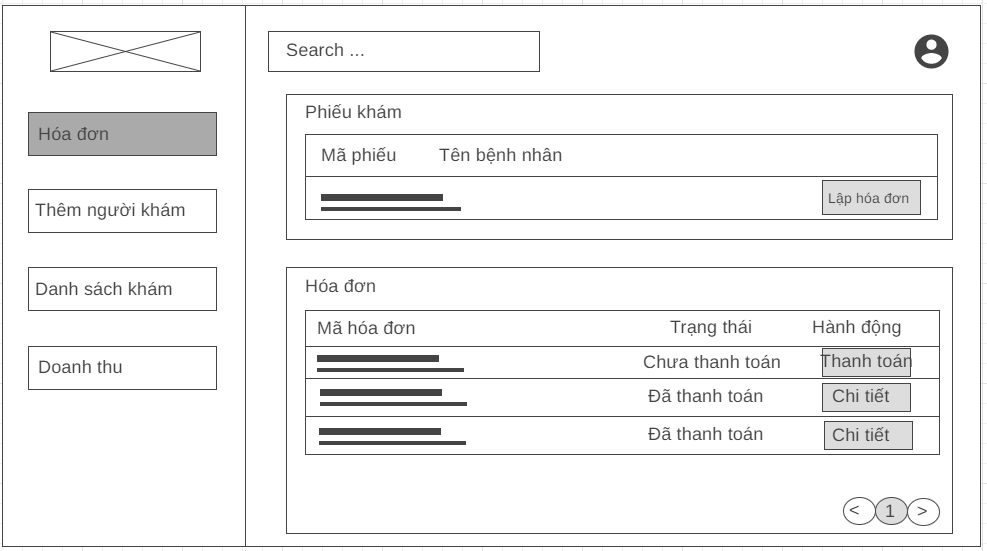 Search ...
Hóa đơn
Thêm người khám
Danh sách khám
Doanh thu
Phiếu khám
Mã phiếu Tên bệnh nhân
Lập hóa đơn
Hóa đơn
Mã hóa đơn Trạng thái Hành động
Chưa thanh toán Thanh toán
Đã thanh toán Chi tiết
Đã thanh toán Chi tiết
< 1 >